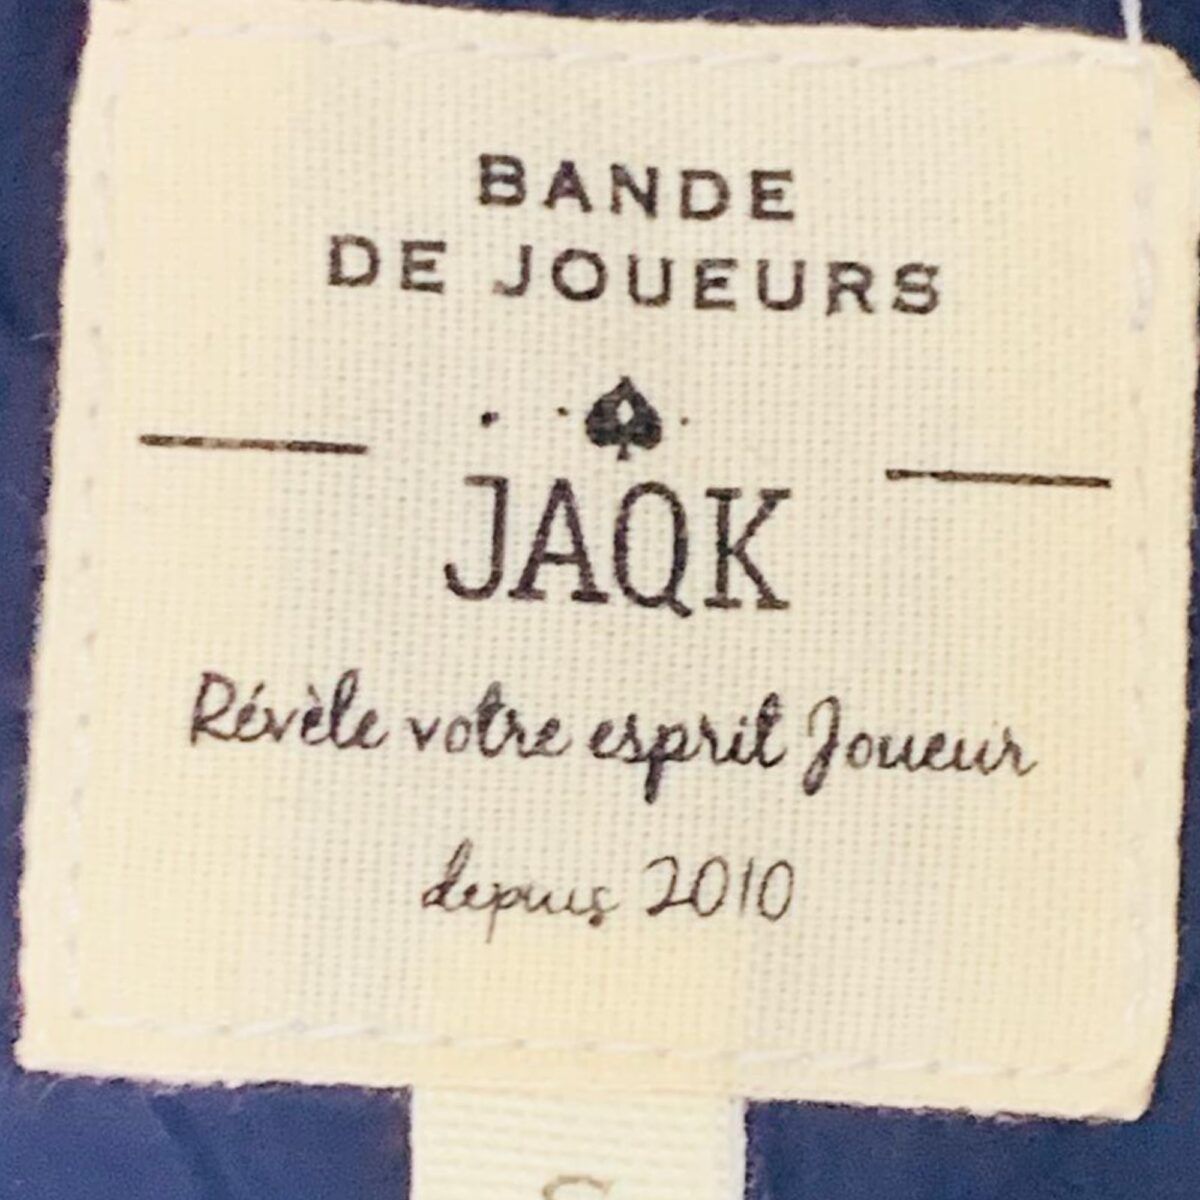 BANDE
DE JOUEURS
JAQK
Révèle votre esprit Joueur
depuis 2010